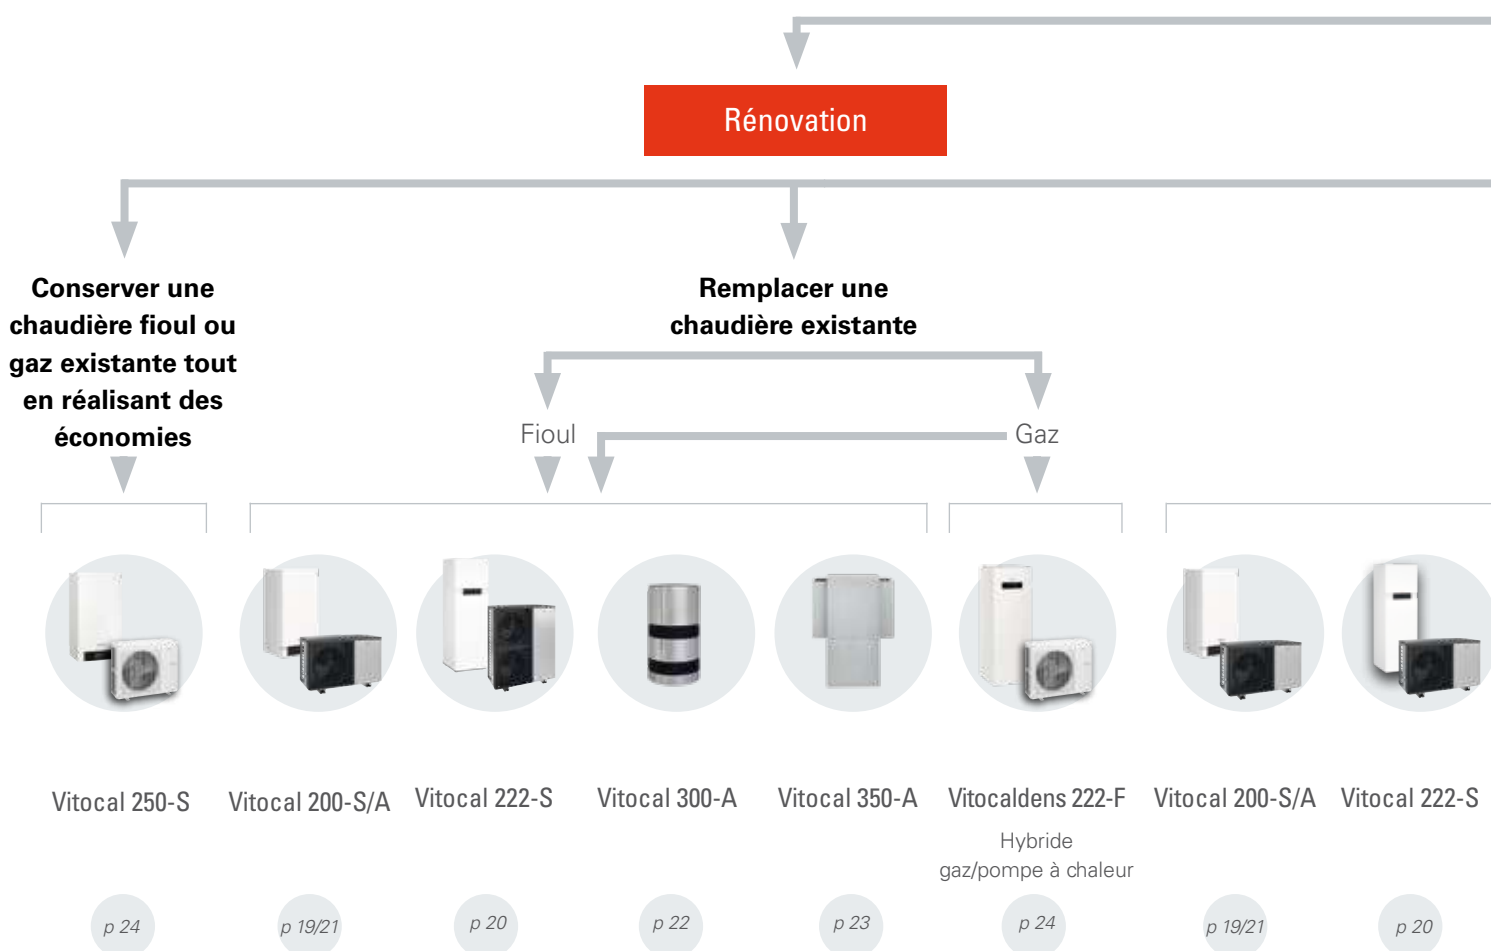 Rénovation
Conserver une
chaudière fioul ou
gaz existante tout
en réalisant des
économies
Remplacer une
chaudière existante
Fioul
Gaz
Vitocal 250-S
Vitocal 200-S/A
Vitocal 222-S
Vitocal 300-A
Vitocal 350-A
Vitocaldens 222-F
Hybride
gaz/pompe à chaleur
Vitocal 200-S/A
Vitocal 222-S
p 24
p 19/21
p 20
p 22
p 23
p 24
p 19/21
p 20